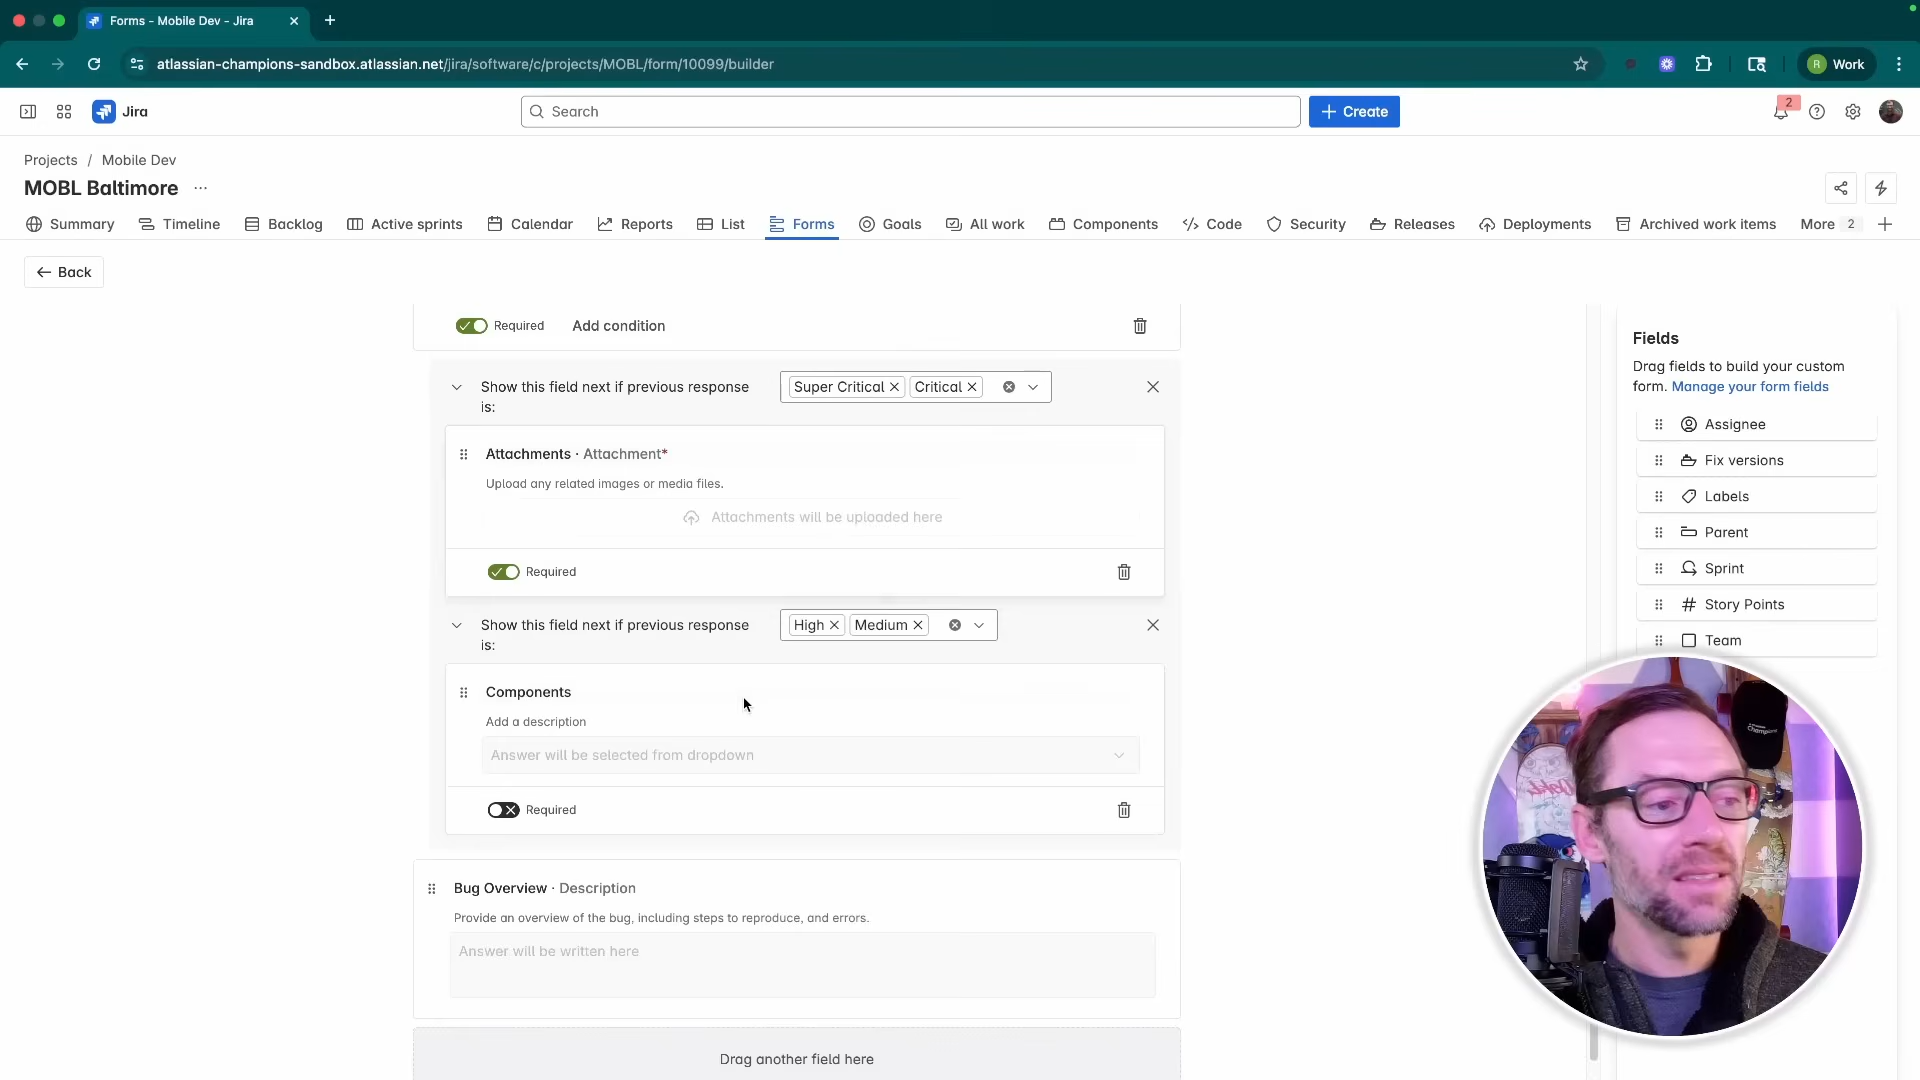 Forms - Mobile Dev - Jira
atlassian-champions-sandbox.atlassian.net/jira/software/c/projects/MOBL/form/10099/builder
R Work
Jira
Search
Create
2
Projects / Mobile Dev
MOBL Baltimore
Summary Timeline Backlog Active sprints Calendar Reports List Forms Goals All work Components Code Security Releases Deployments Archived work items More 2
Back
Required Add condition
Show this field next if previous response
is:
Super Critical Critical
Attachments · Attachment*
Upload any related images or media files.
Attachments will be uploaded here
Required
Show this field next if previous response
is:
High Medium
Components
Add a description
Answer will be selected from dropdown
Required
Bug Overview · Description
Provide an overview of the bug, including steps to reproduce, and errors.
Answer will be written here
Drag another field here
Fields
Drag fields to build your custom
form. Manage your form fields
Assignee
Fix versions
Labels
Parent
Sprint
Story Points
Team